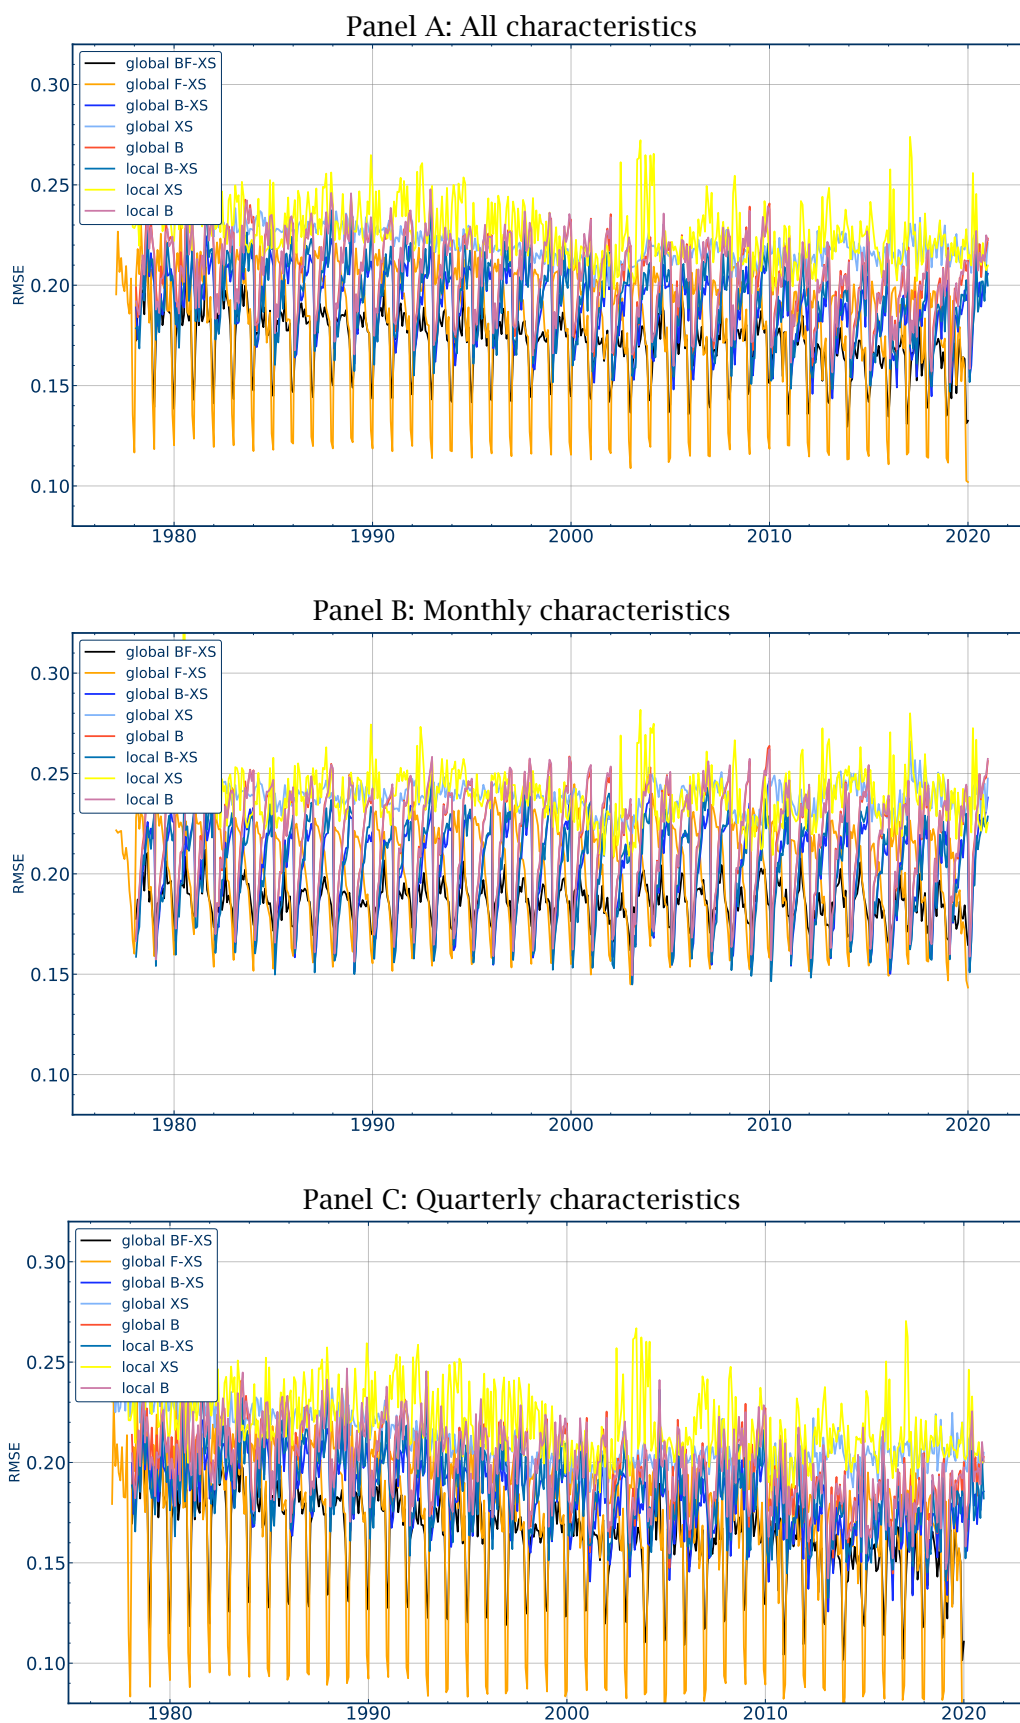 Panel A: All characteristics
global BF-XS
global F-XS
global B-XS
global XS
global B
local B-XS
local XS
local B
0.30
0.25
0.20
0.15
0.10
RMSE
1980 1990 2000 2010 2020
Panel B: Monthly characteristics
global BF-XS
global F-XS
global B-XS
global XS
global B
local B-XS
local XS
local B
0.30
0.25
0.20
0.15
0.10
RMSE
1980 1990 2000 2010 2020
Panel C: Quarterly characteristics
global BF-XS
global F-XS
global B-XS
global XS
global B
local B-XS
local XS
local B
0.30
0.25
0.20
0.15
0.10
RMSE
1980 1990 2000 2010 2020